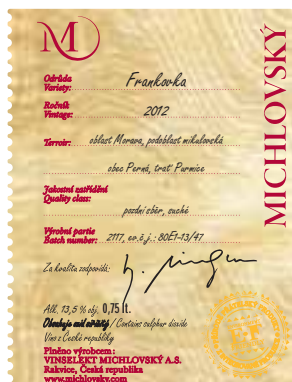 M
Odrůda
Variety: Frankovka
Ročník
Vintage: 2012
Terroir: oblast Morava, podoblast mikulovská
obec Perná, trať Purmice
Jakostní zatřídění
Quality class:
pozdní sběr, suché
Výrobní partie
Batch number: 2117, ev.č.j.: 80E1-13/47
Za kvalitu zodpovídá:
Alk. 13,5 % obj. 0,75 lt.
Obsahuje oxid siřičitý / Contains sulphur dioxide
Víno z České republiky
Plněno výrobcem:
VINSELEKT MICHLOVSKÝ A.S.
Rakvice, Česká republika
www.michlovsky.com
MICHLOVSKÝ